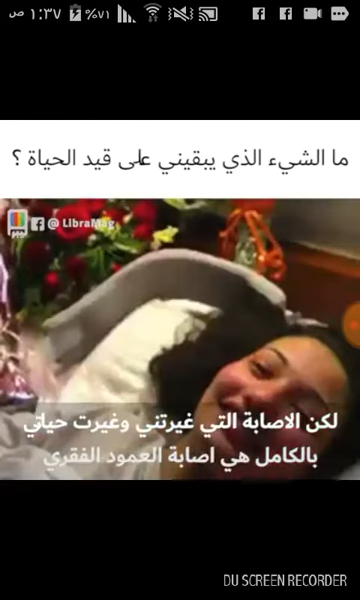 ١:٣٧ ص %٧١
ما الشيء الذي يبقيني على قيد الحياة ؟
@ LibraMag
لكن الاصابة التي غيرتني وغيرت حياتي
بالكامل هي اصابة العمود الفقري
DU SCREEN RECORDER